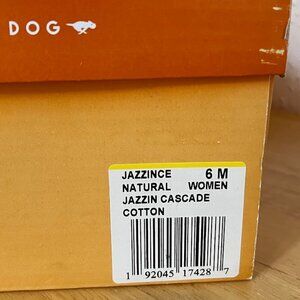 DOG
JAZZINCE 6 M
NATURAL WOMEN
JAZZIN CASCADE
COTTON
1 92045 17428 7